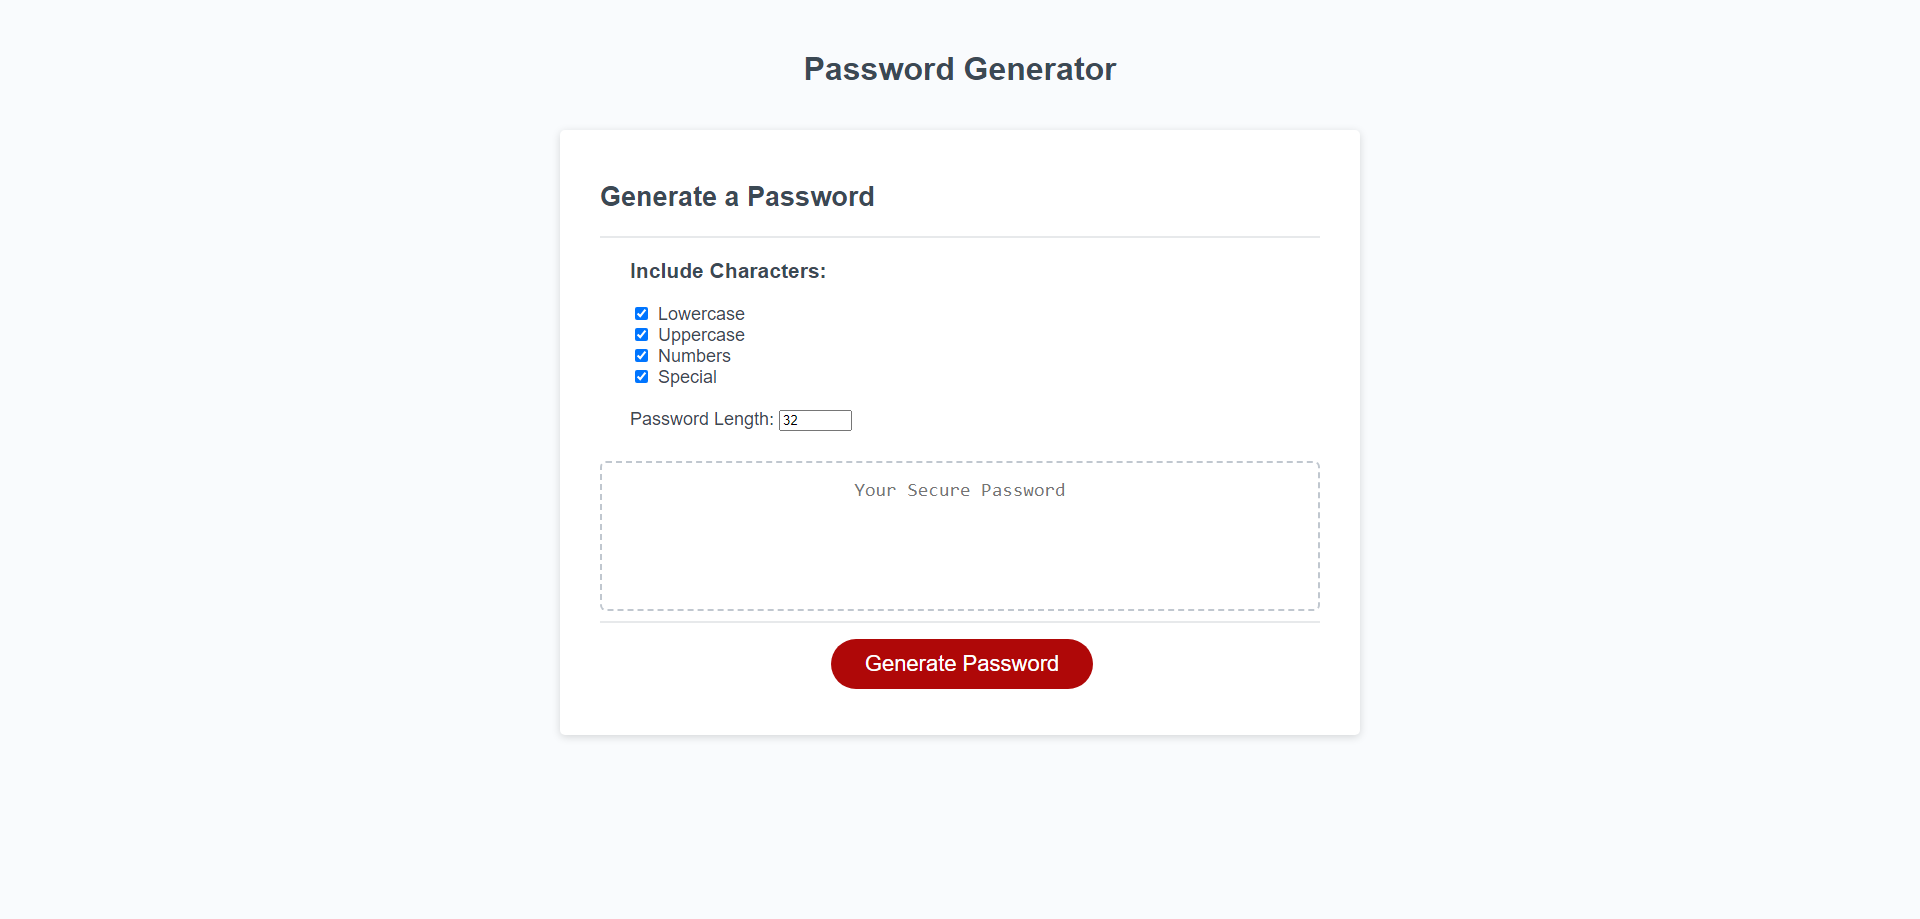 Password Generator
Generate a Password
Include Characters:
Lowercase
Uppercase
Numbers
Special
Password Length: 32
Your Secure Password
Generate Password